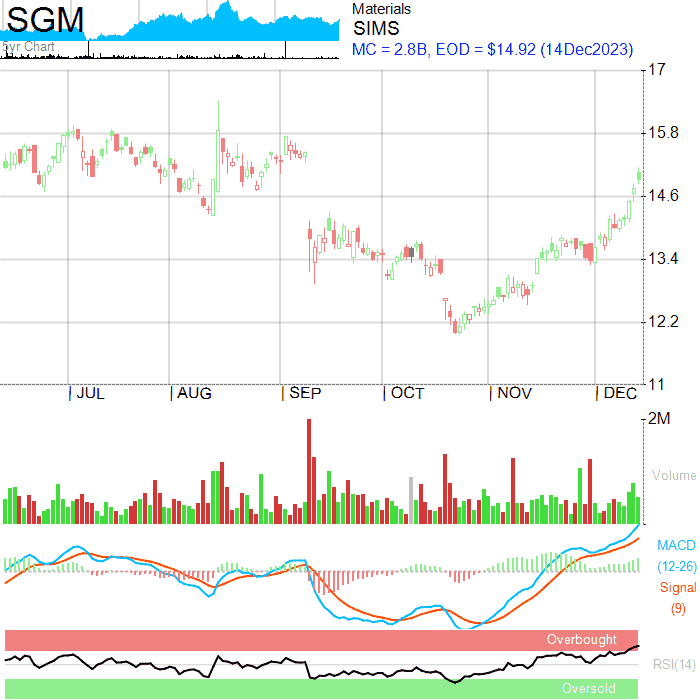 SGM
5yr Chart
Materials
SIMS
MC = 2.8B, EOD = $14.92 (14Dec2023)
17
15.8
14.6
13.4
12.2
11
JUL
AUG
SEP
OCT
NOV
DEC
2M
Volume
MACD
(12-26)
Signal
(9)
Overbought
RSI(14)
Oversold